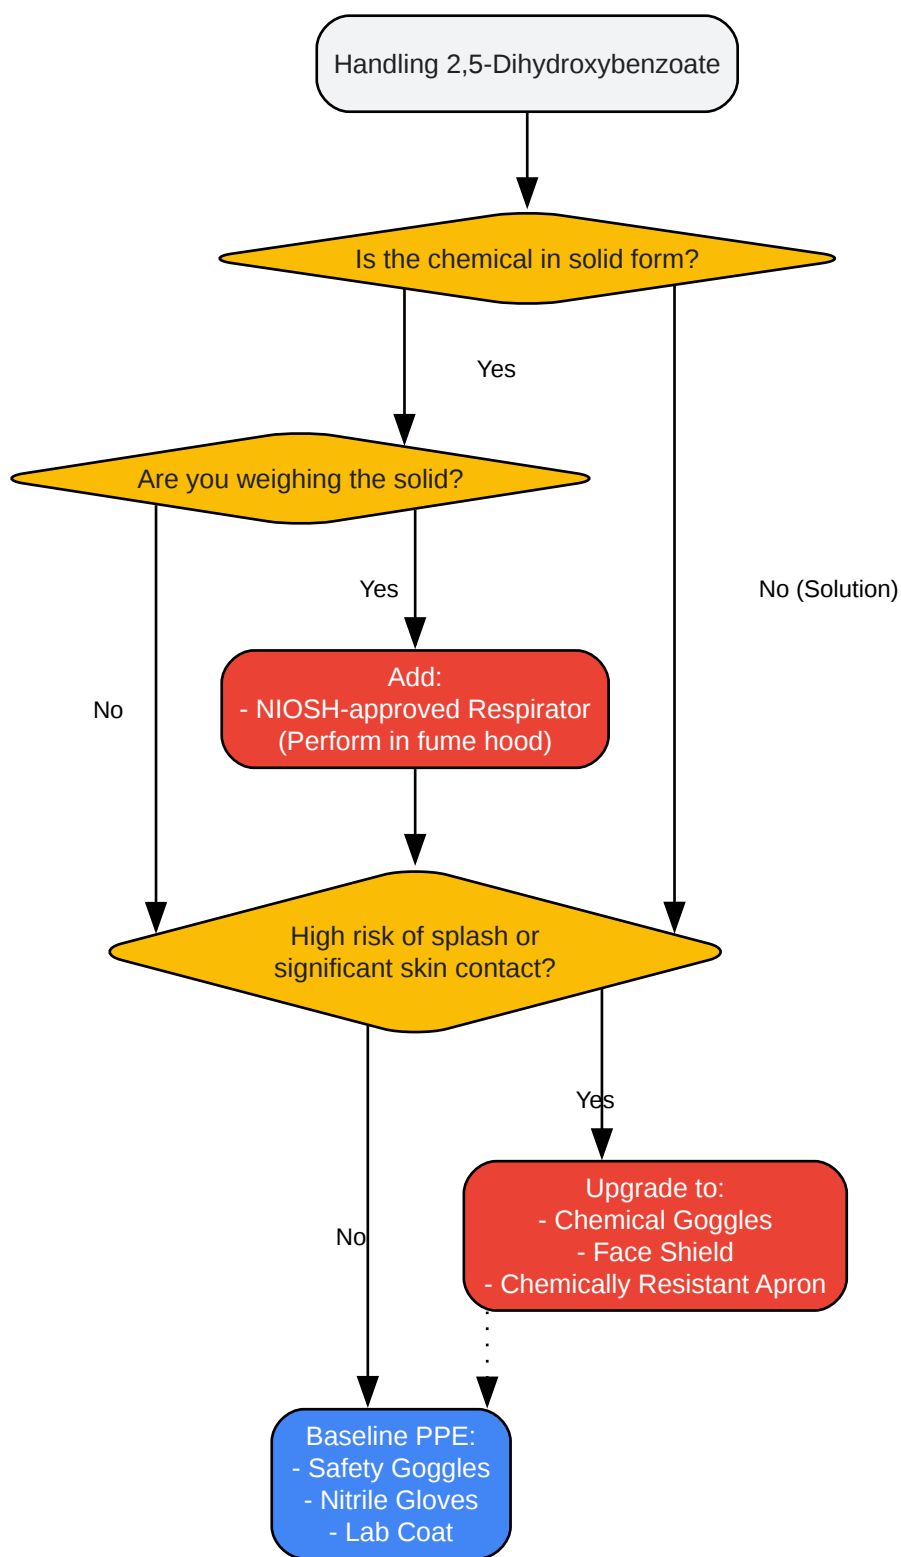 Handling 2,5-Dihydroxybenzoate
Is the chemical in solid form?
Yes
Are you weighing the solid?
Yes
No (Solution)
Add:
- NIOSH-approved Respirator
(Perform in fume hood)
No
High risk of splash or
significant skin contact?
Yes
Upgrade to:
- Chemical Goggles
- Face Shield
- Chemically Resistant Apron
No
Baseline PPE:
- Safety Goggles
- Nitrile Gloves
- Lab Coat